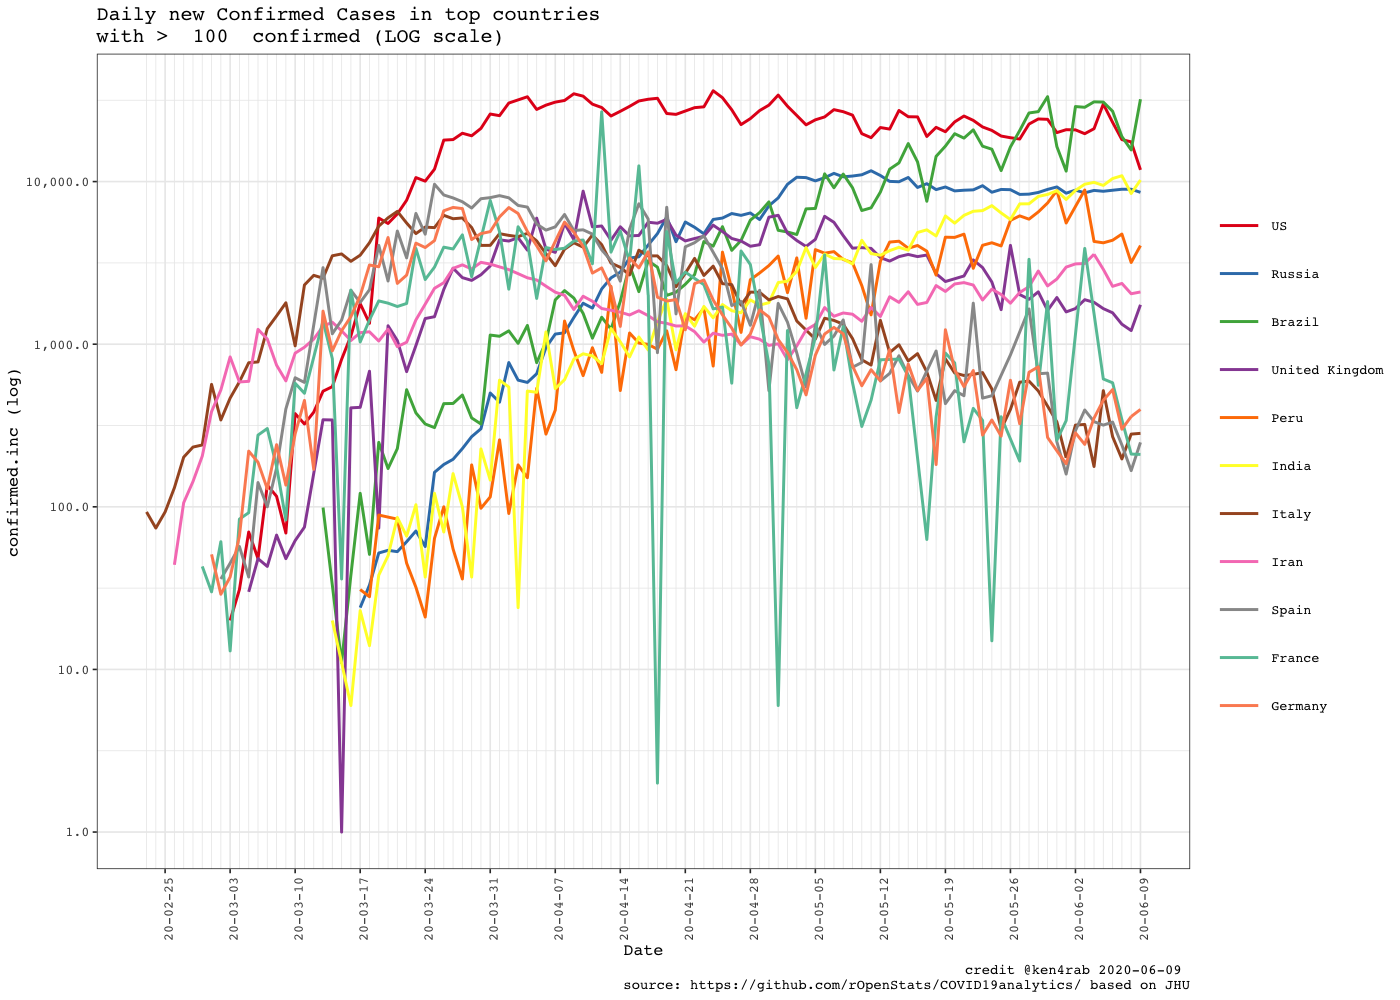 Daily new Confirmed Cases in top countries
with >  100  confirmed (LOG scale)
confirmed.inc (log)
10,000.0
1,000.0
100.0
10.0
1.0
20-02-25
20-03-03
20-03-10
20-03-17
20-03-24
20-03-31
20-04-07
20-04-14
20-04-21
20-04-28
20-05-05
20-05-12
20-05-19
20-05-26
20-06-02
20-06-09
Date
US
Russia
Brazil
United Kingdom
Peru
India
Italy
Iran
Spain
France
Germany
credit @ken4rab 2020-06-09
source: https://github.com/rOpenStats/COVID19analytics/ based on JHU